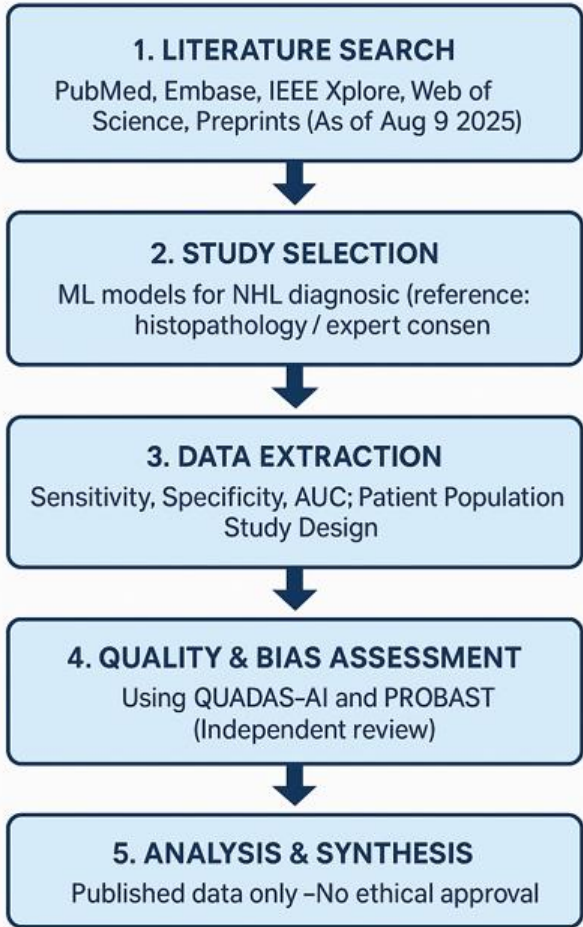 1. LITERATURE SEARCH
PubMed, Embase, IEEE Xplore, Web of
Science, Preprints (As of Aug 9 2025)
2. STUDY SELECTION
ML models for NHL diagnosic (reference:
histopathology / expert consen
3. DATA EXTRACTION
Sensitivity, Specificity, AUC; Patient Population
Study Design
4. QUALITY & BIAS ASSESSMENT
Using QUADAS-AI and PROBAST
(Independent review)
5. ANALYSIS & SYNTHESIS
Published data only –No ethical approval